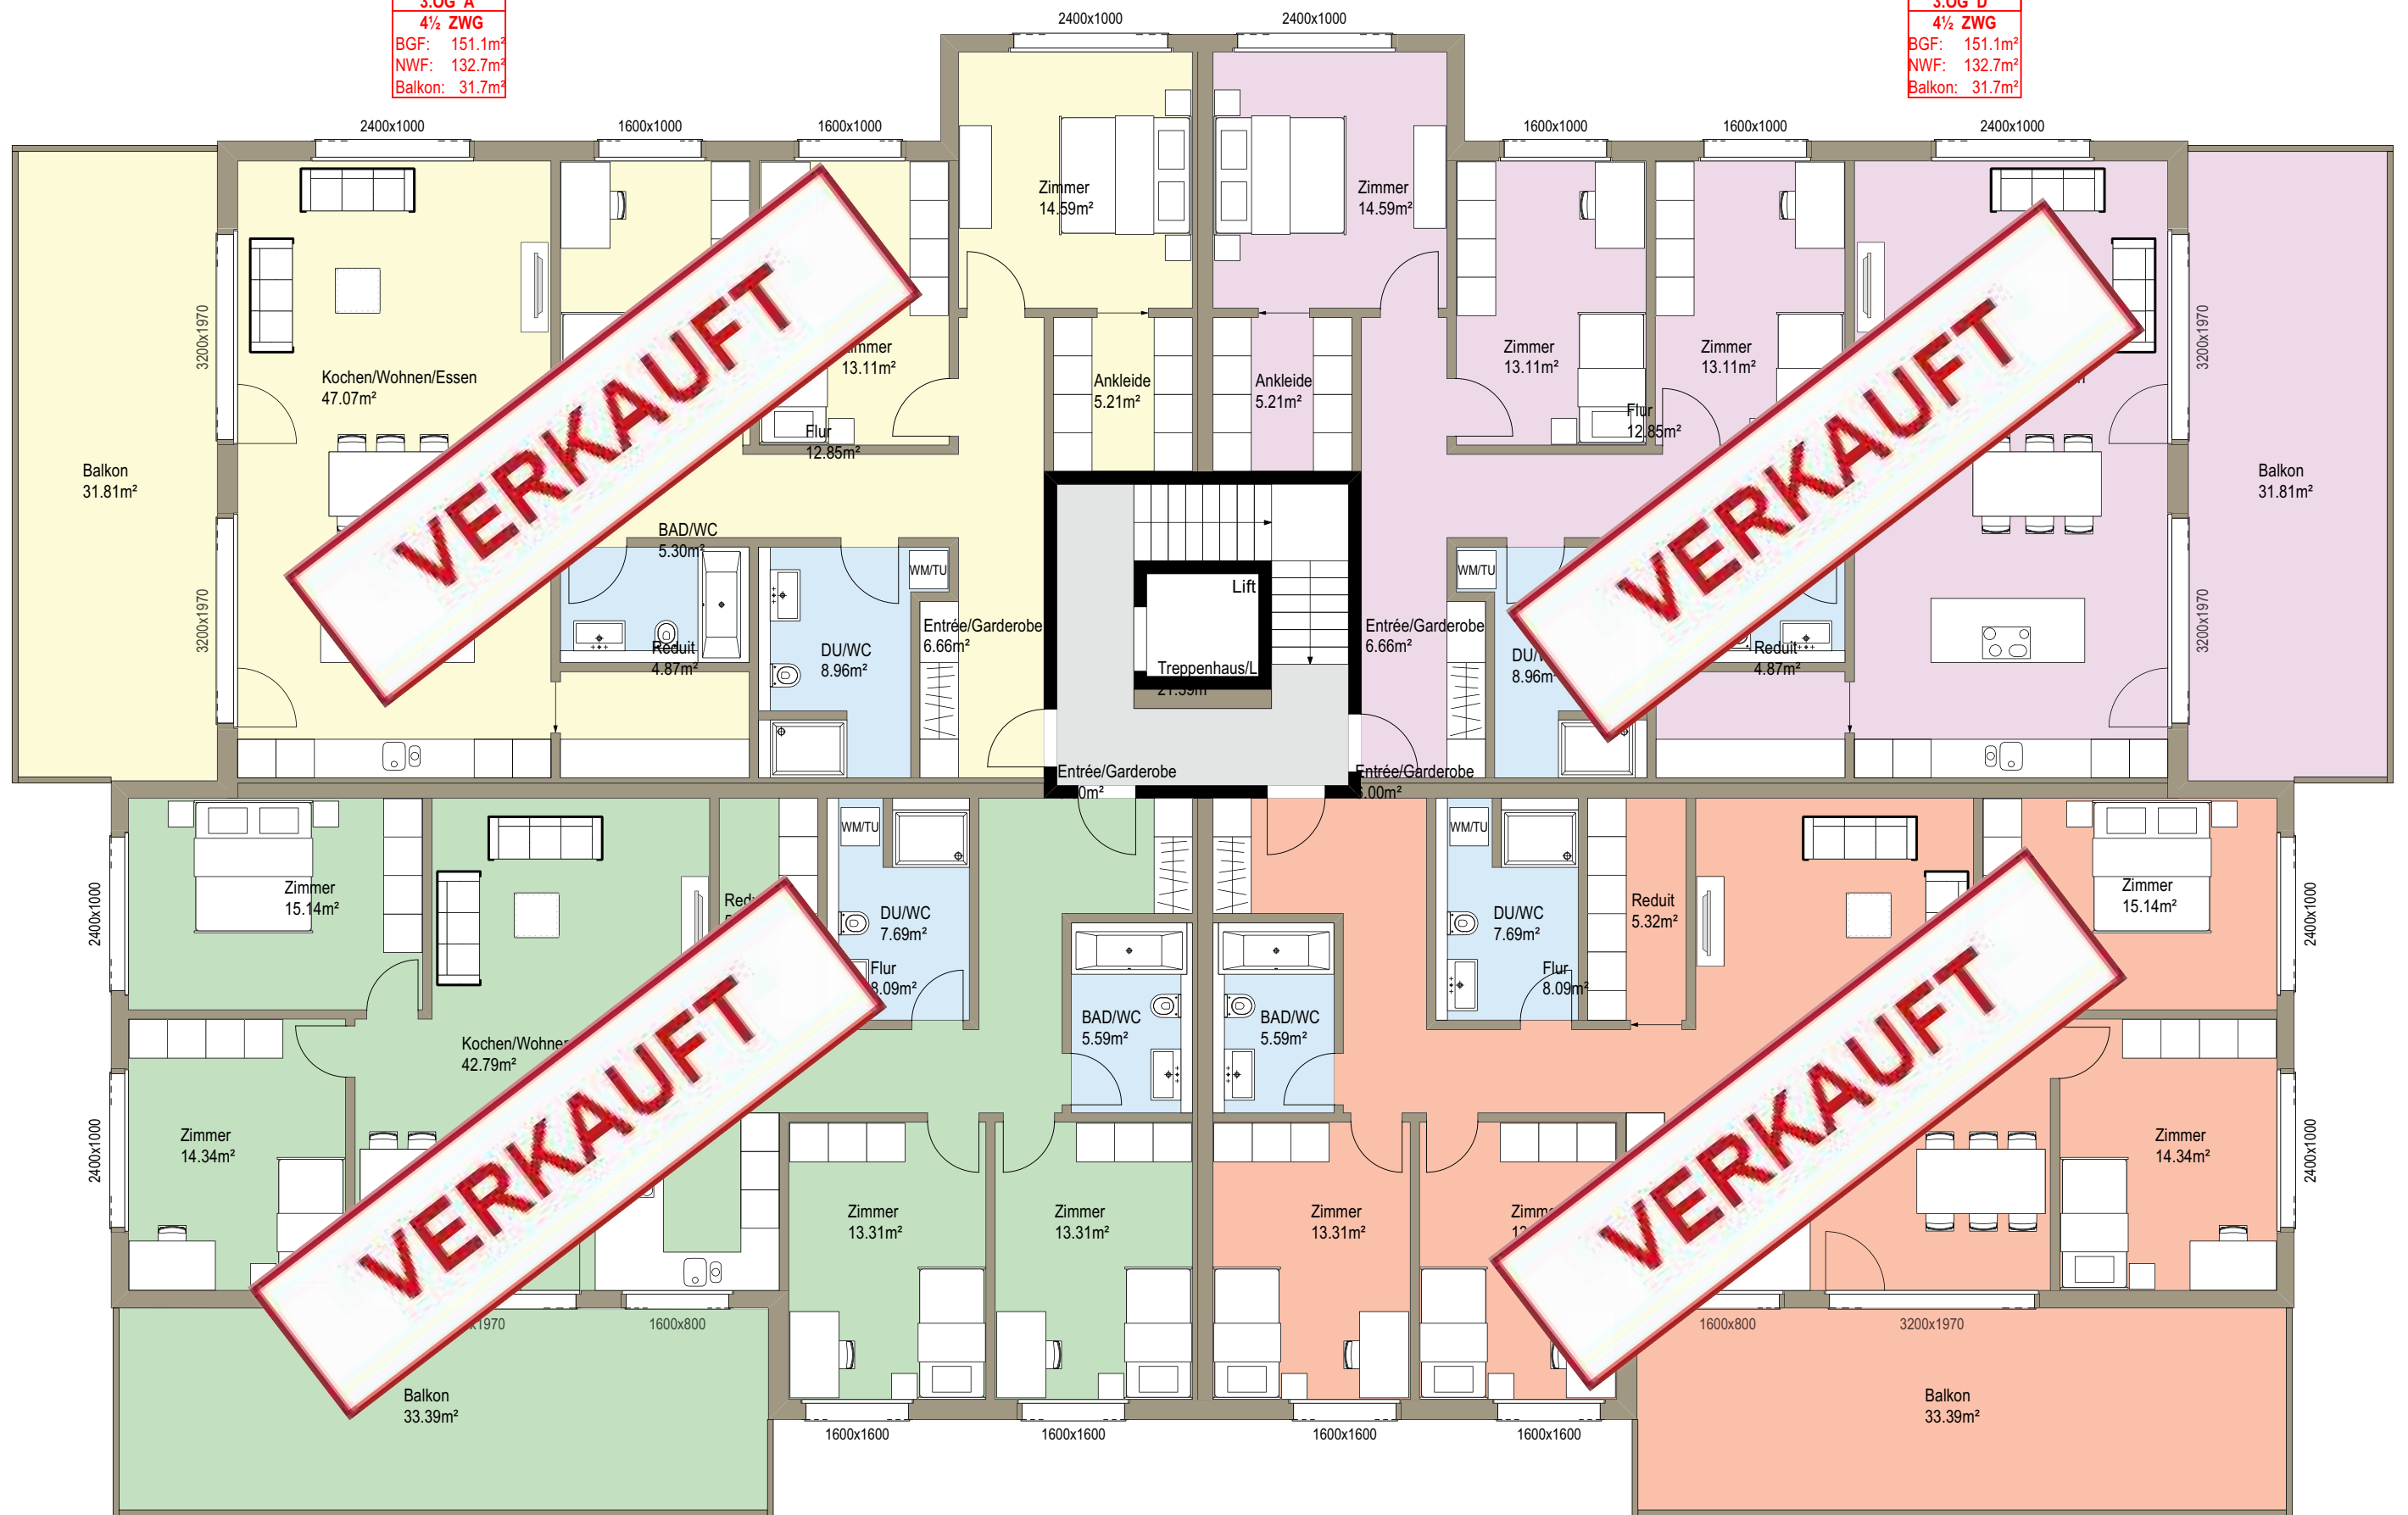 3.OG A
4½ ZWG
BGF: 151.1m²
NWF: 132.7m²
Balkon: 31.7m²
3.OG D
4½ ZWG
BGF: 151.1m²
NWF: 132.7m²
Balkon: 31.7m²
2400x1000
2400x1000
2400x1000
1600x1000
1600x1000
1600x1000
1600x1000
2400x1000
Zimmer
14.59m²
Zimmer
14.59m²
3200x1970
3200x1970
Kochen/Wohnen/Essen
47.07m²
13.11m²
Zimmer
13.11m²
Zimmer
13.11m²
Ankleide
5.21m²
Ankleide
5.21m²
Flur
12.85m²
Flur
12.85m²
VERKAUFT
VERKAUFT
Balkon
31.81m²
Balkon
31.81m²
BAD/WC
5.30m²
WM/TU
WM/TU
Lift
3200x1970
3200x1970
Reduit
4.87m²
DU/WC
8.96m²
Entrée/Garderobe
6.66m²
Treppenhaus/L
21.39m²
Entrée/Garderobe
6.66m²
8.96m²
Reduit
4.87m²
Entrée/Garderobe
Entrée/Garderobe
6.00m²
WM/TU
WM/TU
2400x1000
Zimmer
15.14m²
DU/WC
7.69m²
DU/WC
7.69m²
Reduit
5.32m²
Zimmer
15.14m²
2400x1000
Flur
8.09m²
Flur
8.09m²
BAD/WC
5.59m²
BAD/WC
5.59m²
42.79m²
VERKAUFT
VERKAUFT
2400x1000
Zimmer
14.34m²
Zimmer
14.34m²
2400x1000
Zimmer
13.31m²
Zimmer
13.31m²
Zimmer
13.31m²
1600x800
1600x800
3200x1970
Balkon
33.39m²
Balkon
33.39m²
1600x1600
1600x1600
1600x1600
1600x1600